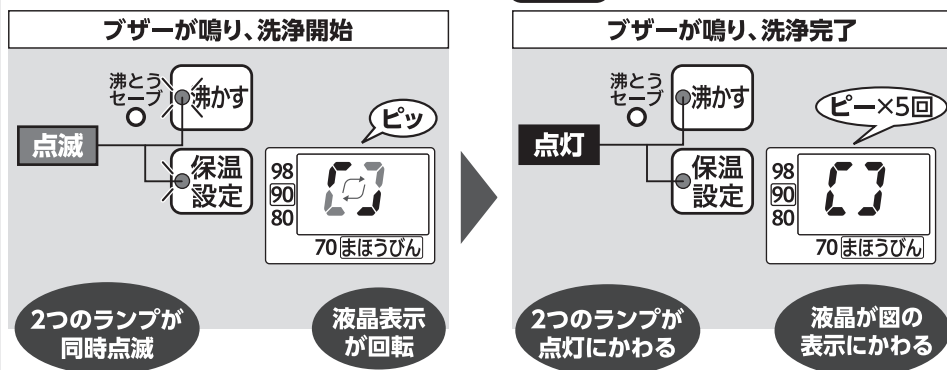 ブザーが鳴り、洗浄開始
沸とう
セーブ
沸かす
点滅
保温
設定
ピッ
98
90
80
70 まほうびん
2つのランプが
同時点滅
液晶表示
が回転
ブザーが鳴り、洗浄完了
沸とう
セーブ
沸かす
点灯
保温
設定
ピー×5回
98
90
80
70 まほうびん
2つのランプが
点灯にかわる
液晶が図の
表示にかわる